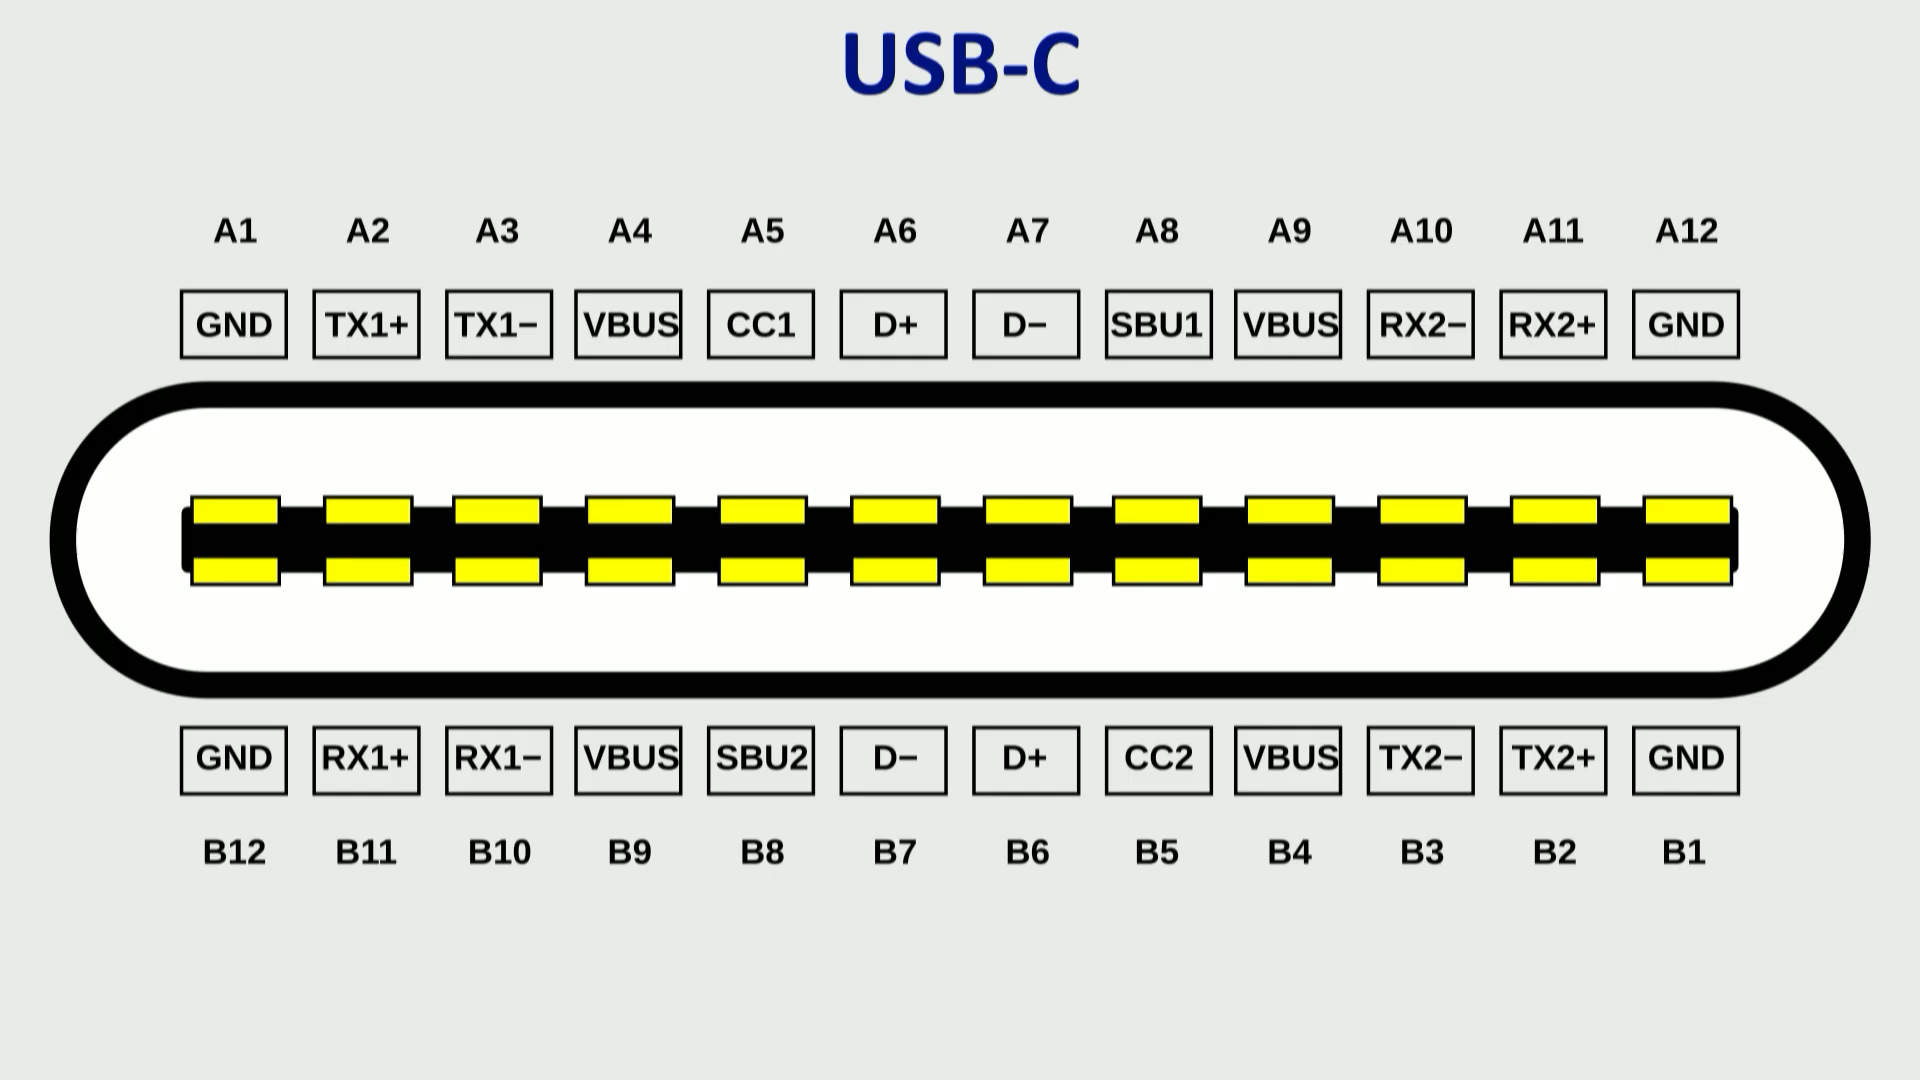 USB-C
A1 A2 A3 A4 A5 A6 A7 A8 A9 A10 A11 A12
GND TX1+ TX1− VBUS CC1 D+ D− SBU1 VBUS RX2− RX2+ GND
GND RX1+ RX1− VBUS SBU2 D− D+ CC2 VBUS TX2− TX2+ GND
B12 B11 B10 B9 B8 B7 B6 B5 B4 B3 B2 B1